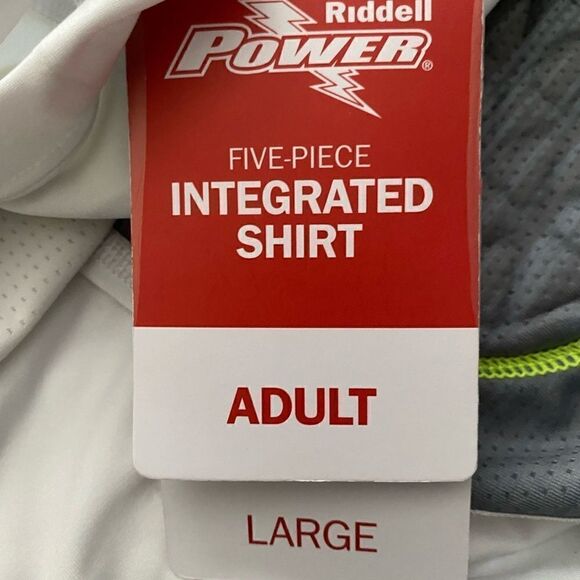 Riddell
POWER®
FIVE-PIECE
INTEGRATED
SHIRT
ADULT
LARGE